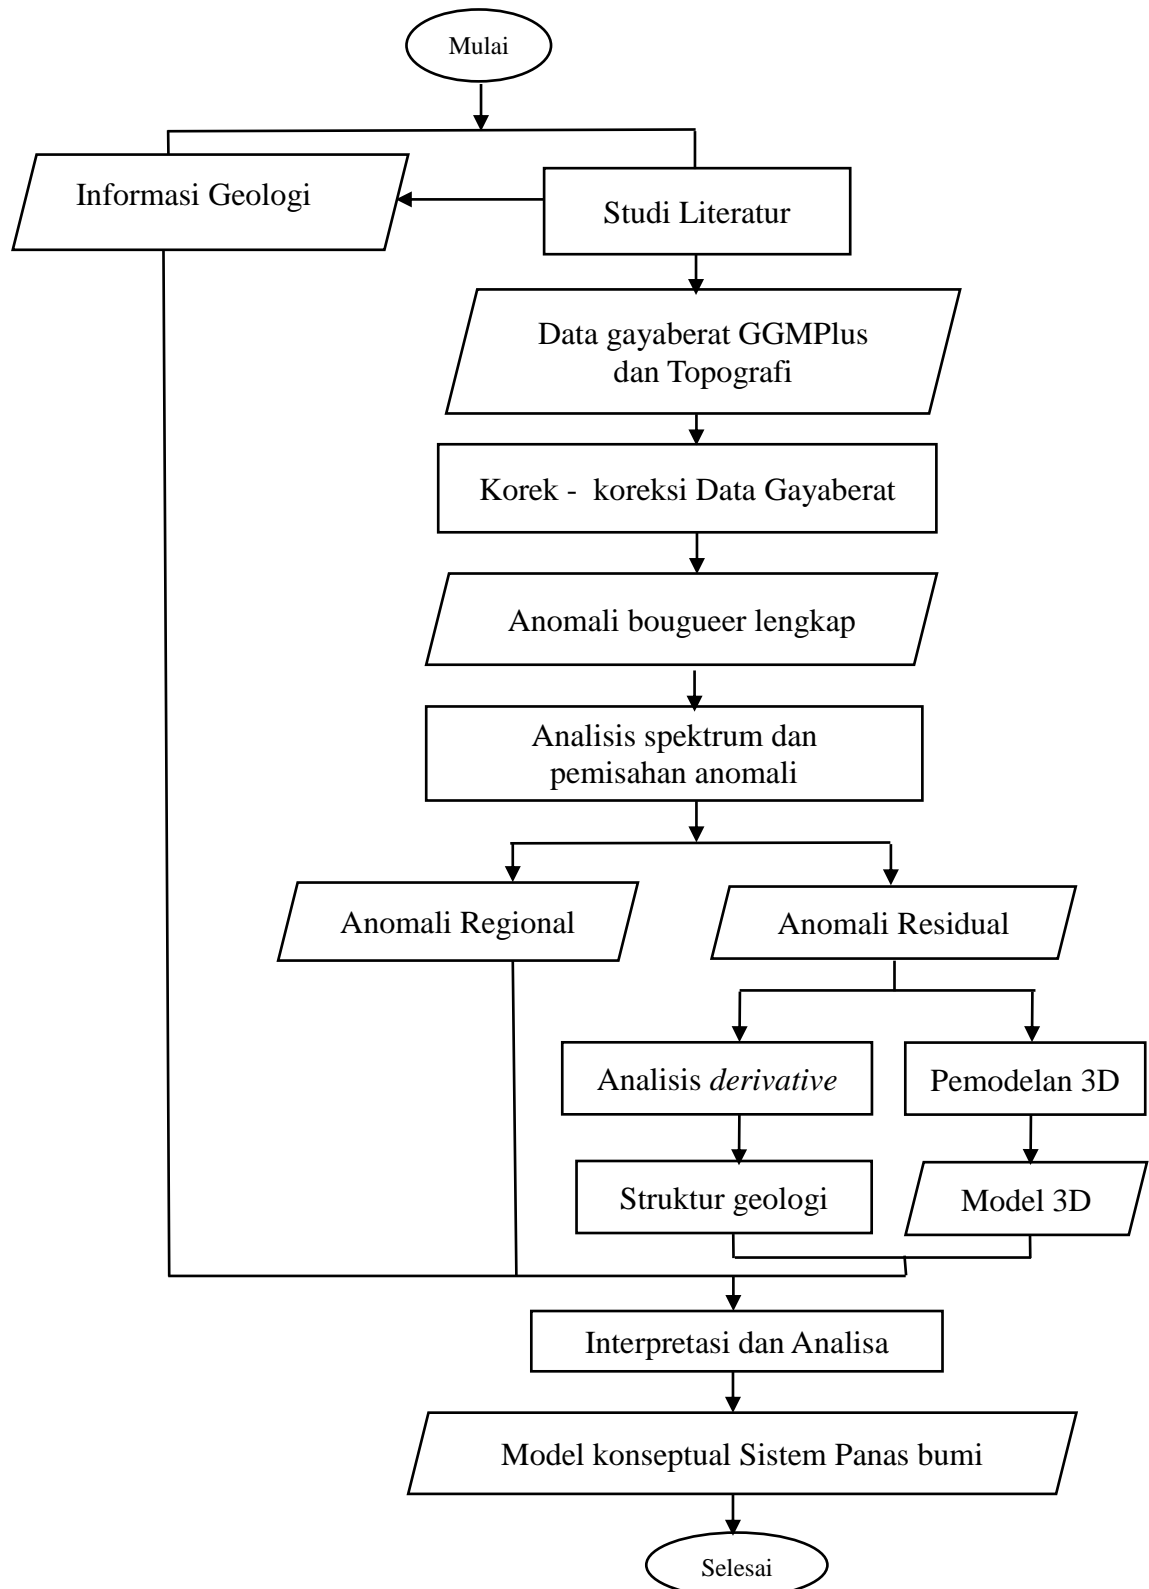 Mulai
Informasi Geologi
Studi Literatur
Data gayaberat GGMPlus
dan Topografi
Korek - koreksi Data Gayaberat
Anomali bougueer lengkap
Analisis spektrum dan
pemisahan anomali
Anomali Regional
Anomali Residual
Analisis derivative
Pemodelan 3D
Struktur geologi
Model 3D
Interpretasi dan Analisa
Model konseptual Sistem Panas bumi
Selesai